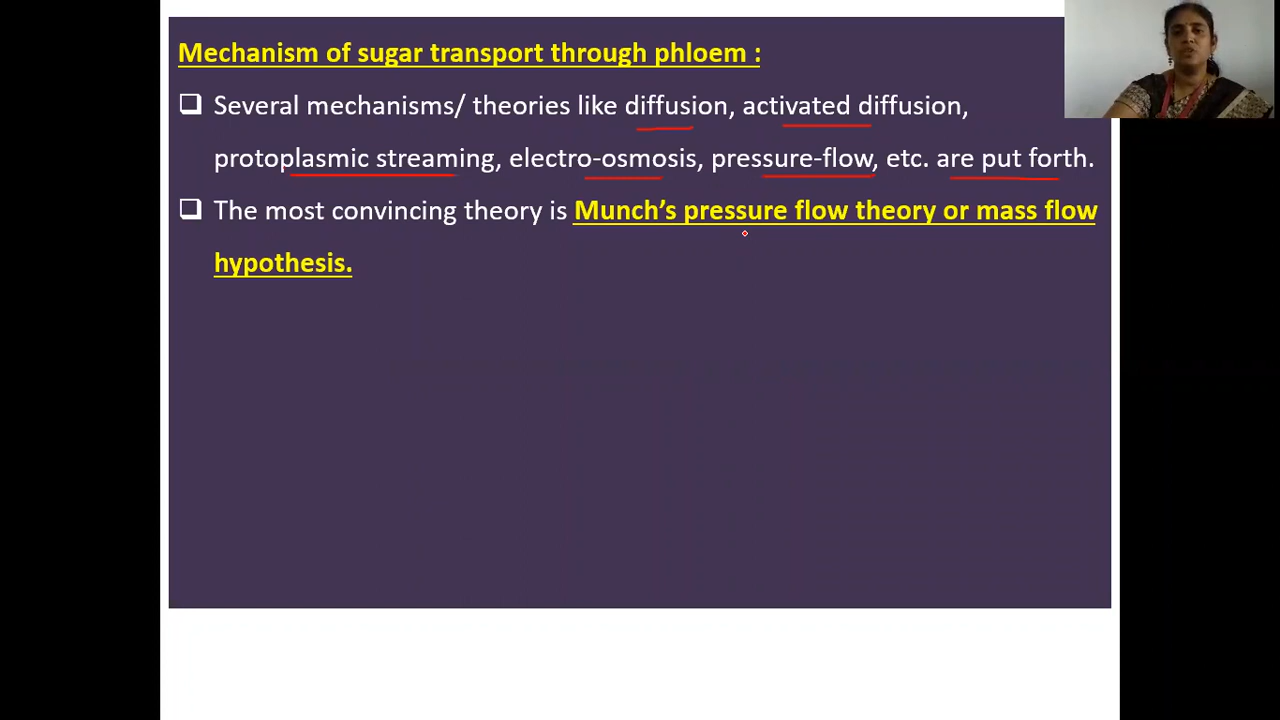 Mechanism of sugar transport through phloem :
❑ Several mechanisms/ theories like diffusion, activated diffusion,
protoplasmic streaming, electro-osmosis, pressure-flow, etc. are put forth.
❑ The most convincing theory is Munch’s pressure flow theory or mass flow
hypothesis.